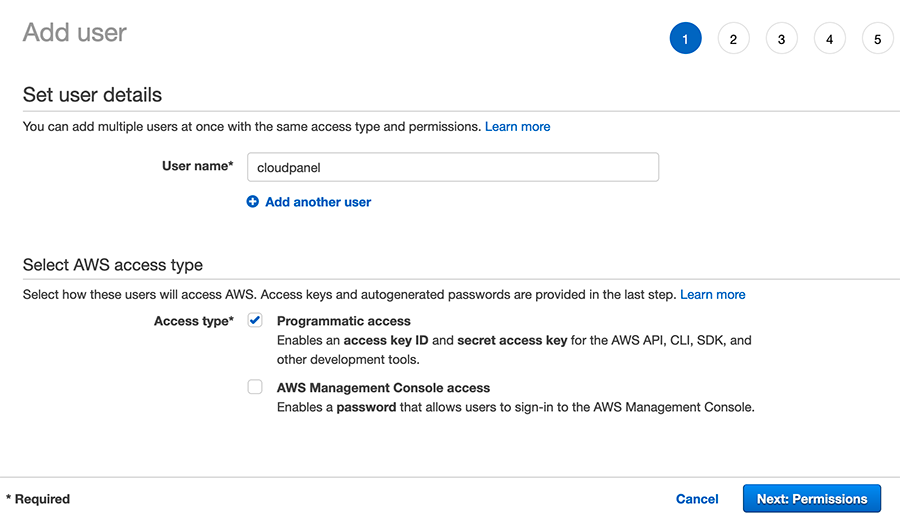 Add user
1 2 3 4 5
Set user details
You can add multiple users at once with the same access type and permissions. Learn more
User name* cloudpanel
Add another user
Select AWS access type
Select how these users will access AWS. Access keys and autogenerated passwords are provided in the last step. Learn more
Access type* Programmatic access
Enables an access key ID and secret access key for the AWS API, CLI, SDK, and
other development tools.
AWS Management Console access
Enables a password that allows users to sign-in to the AWS Management Console.
* Required Cancel Next: Permissions